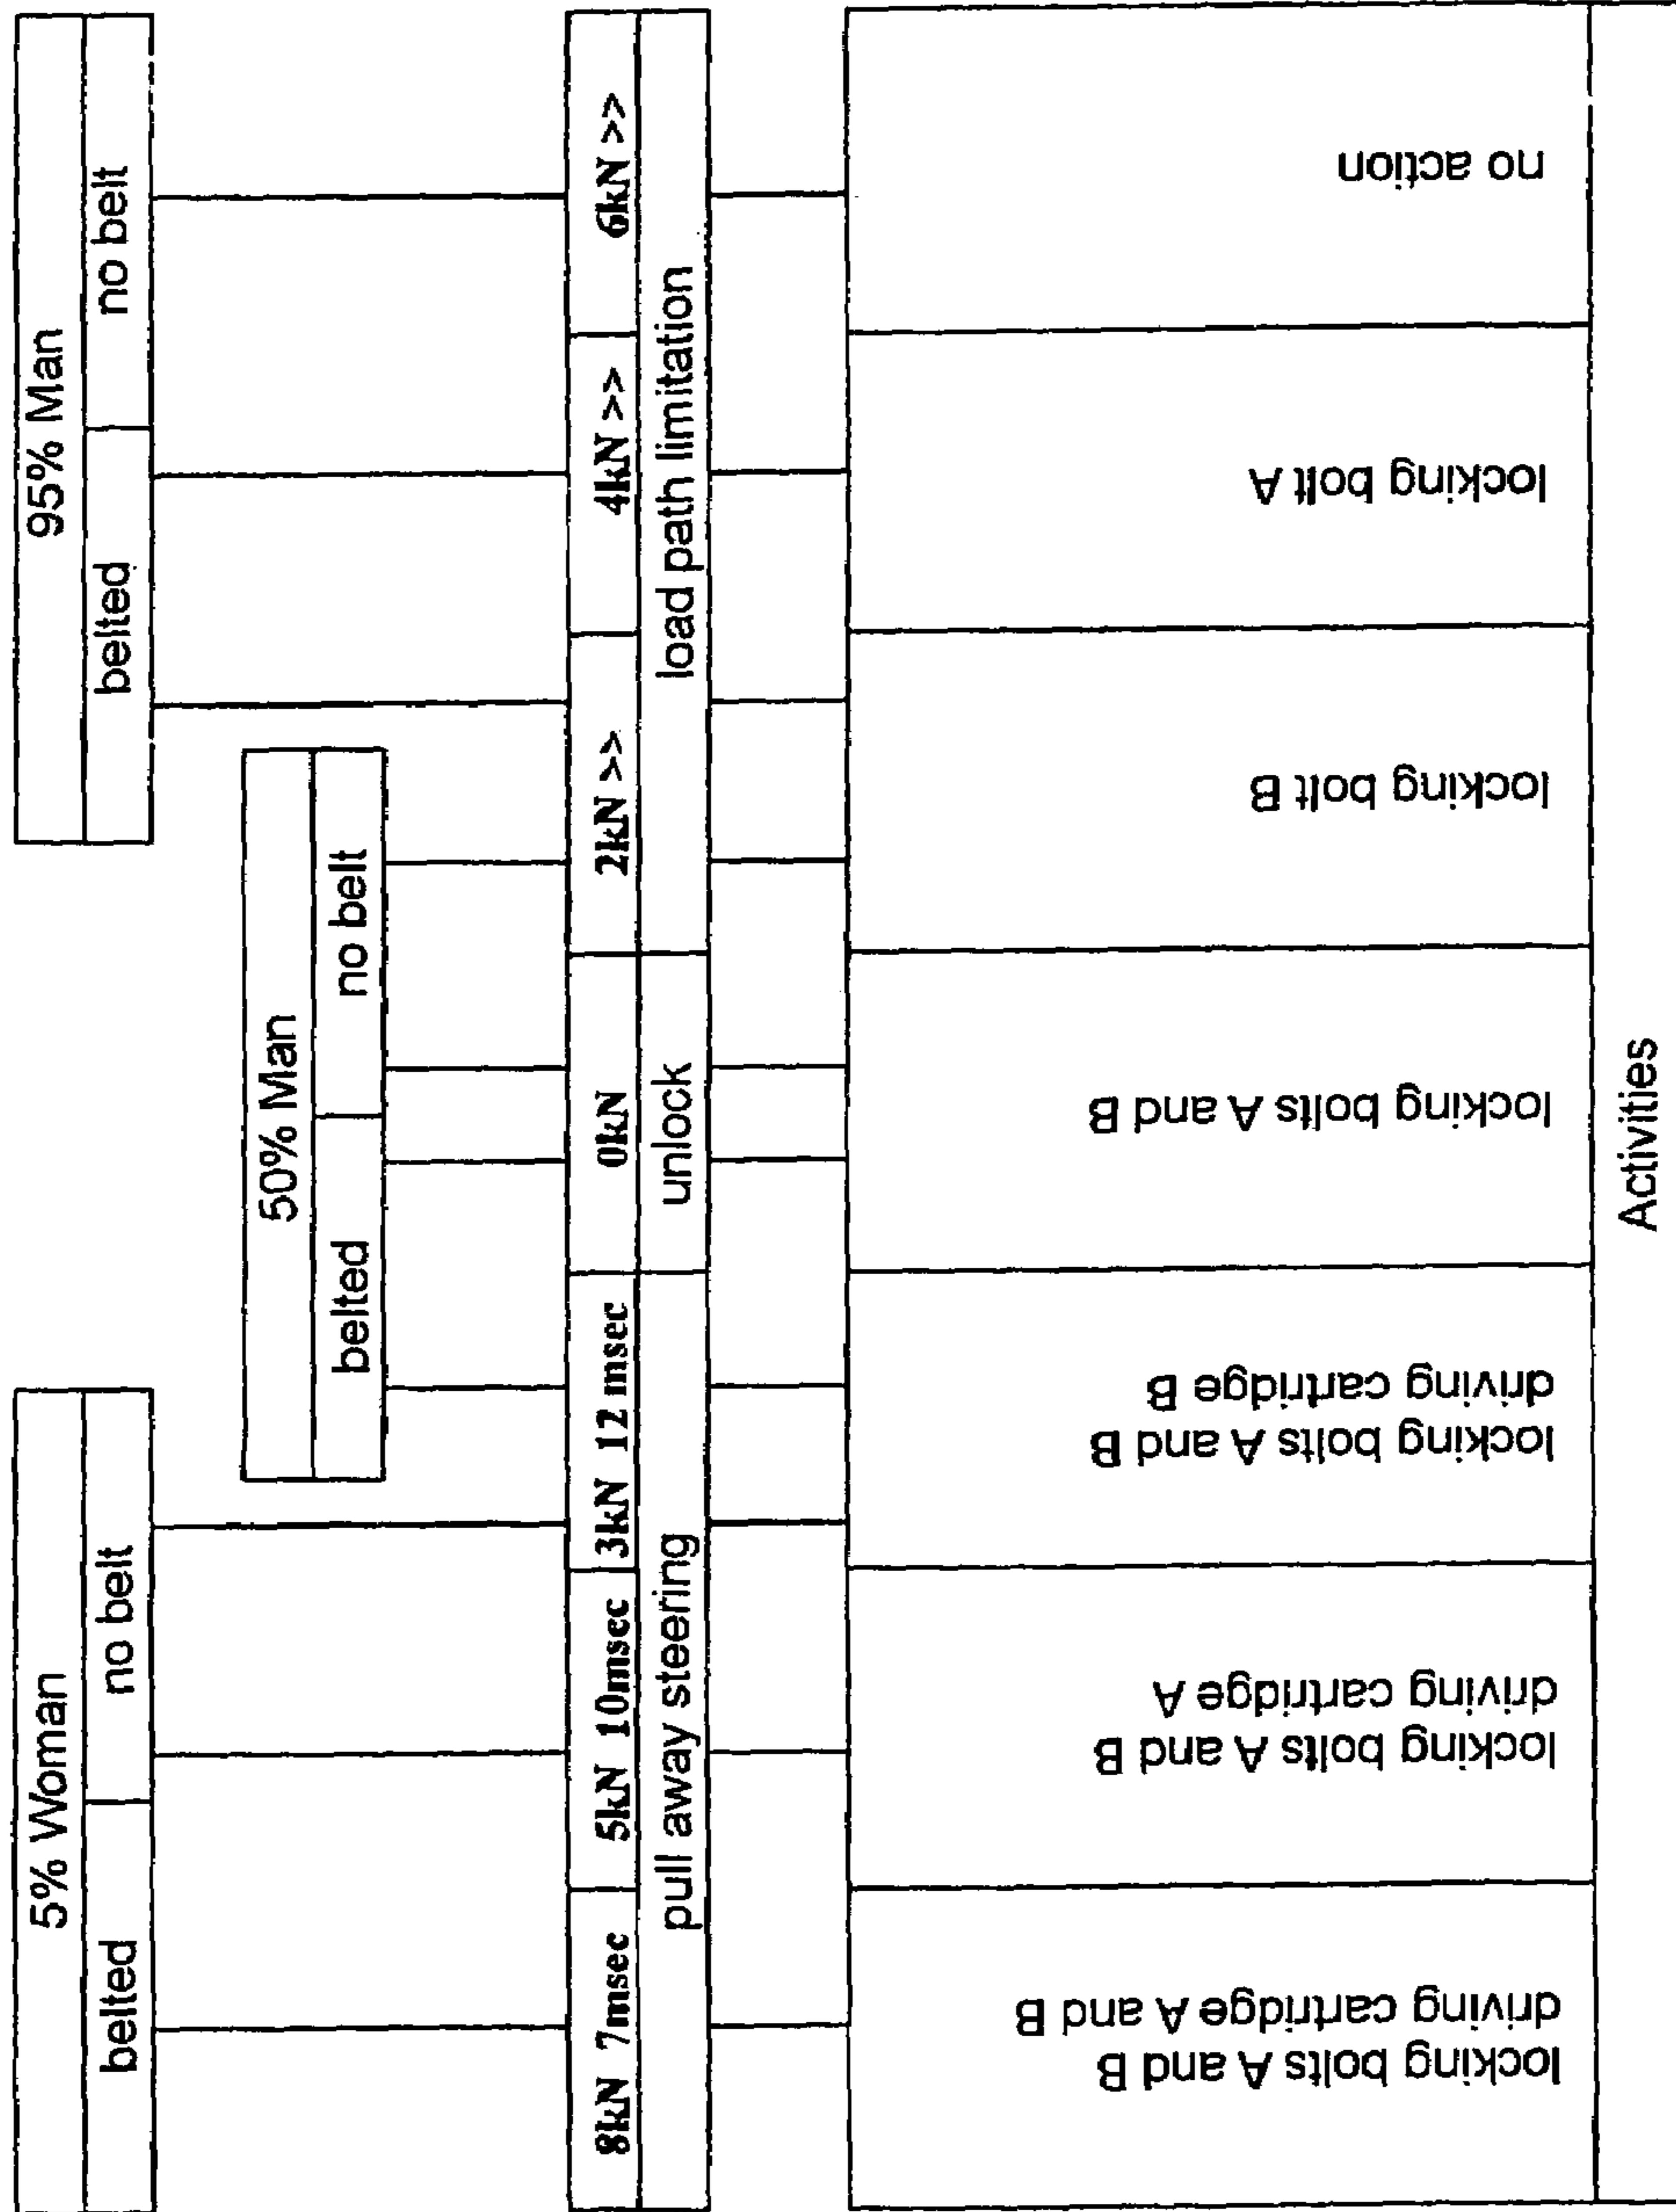 5% Woman
95% Man
belted
no belt
belted
no belt
50% Man
belted
no belt
8kN 7msec
5kN 10msec
3kN 12 msec
0kN
2kN >>
4kN >>
6kN >>
pull away steering
unlock
load path limitation
locking bolts A and B
driving cartridge A and B
locking bolts A and B
driving cartridge A
locking bolts A and B
driving cartridge B
locking bolts A and B
locking bolt B
locking bolt A
no action
Activities